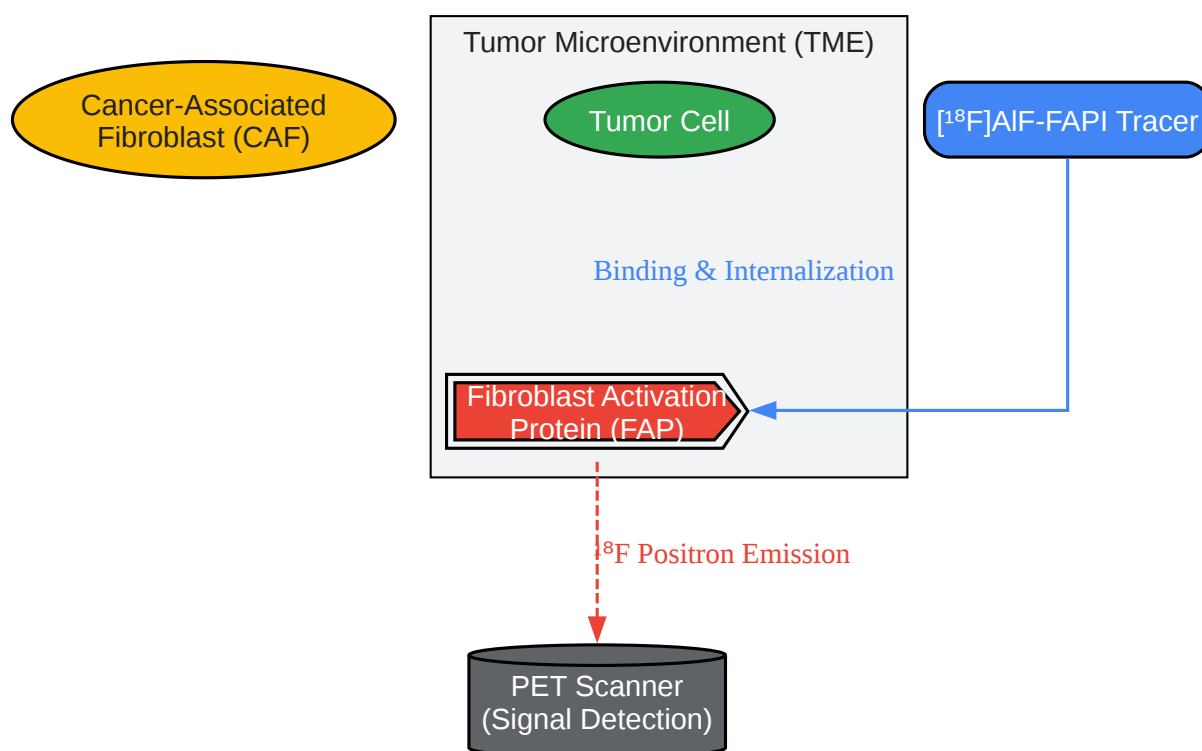 Tumor Microenvironment (TME)
Cancer-Associated
Fibroblast (CAF)
Tumor Cell
[¹⁸F]AlF-FAPI Tracer
Binding & Internalization
Fibroblast Activation
Protein (FAP)
¹⁸F Positron Emission
PET Scanner
(Signal Detection)